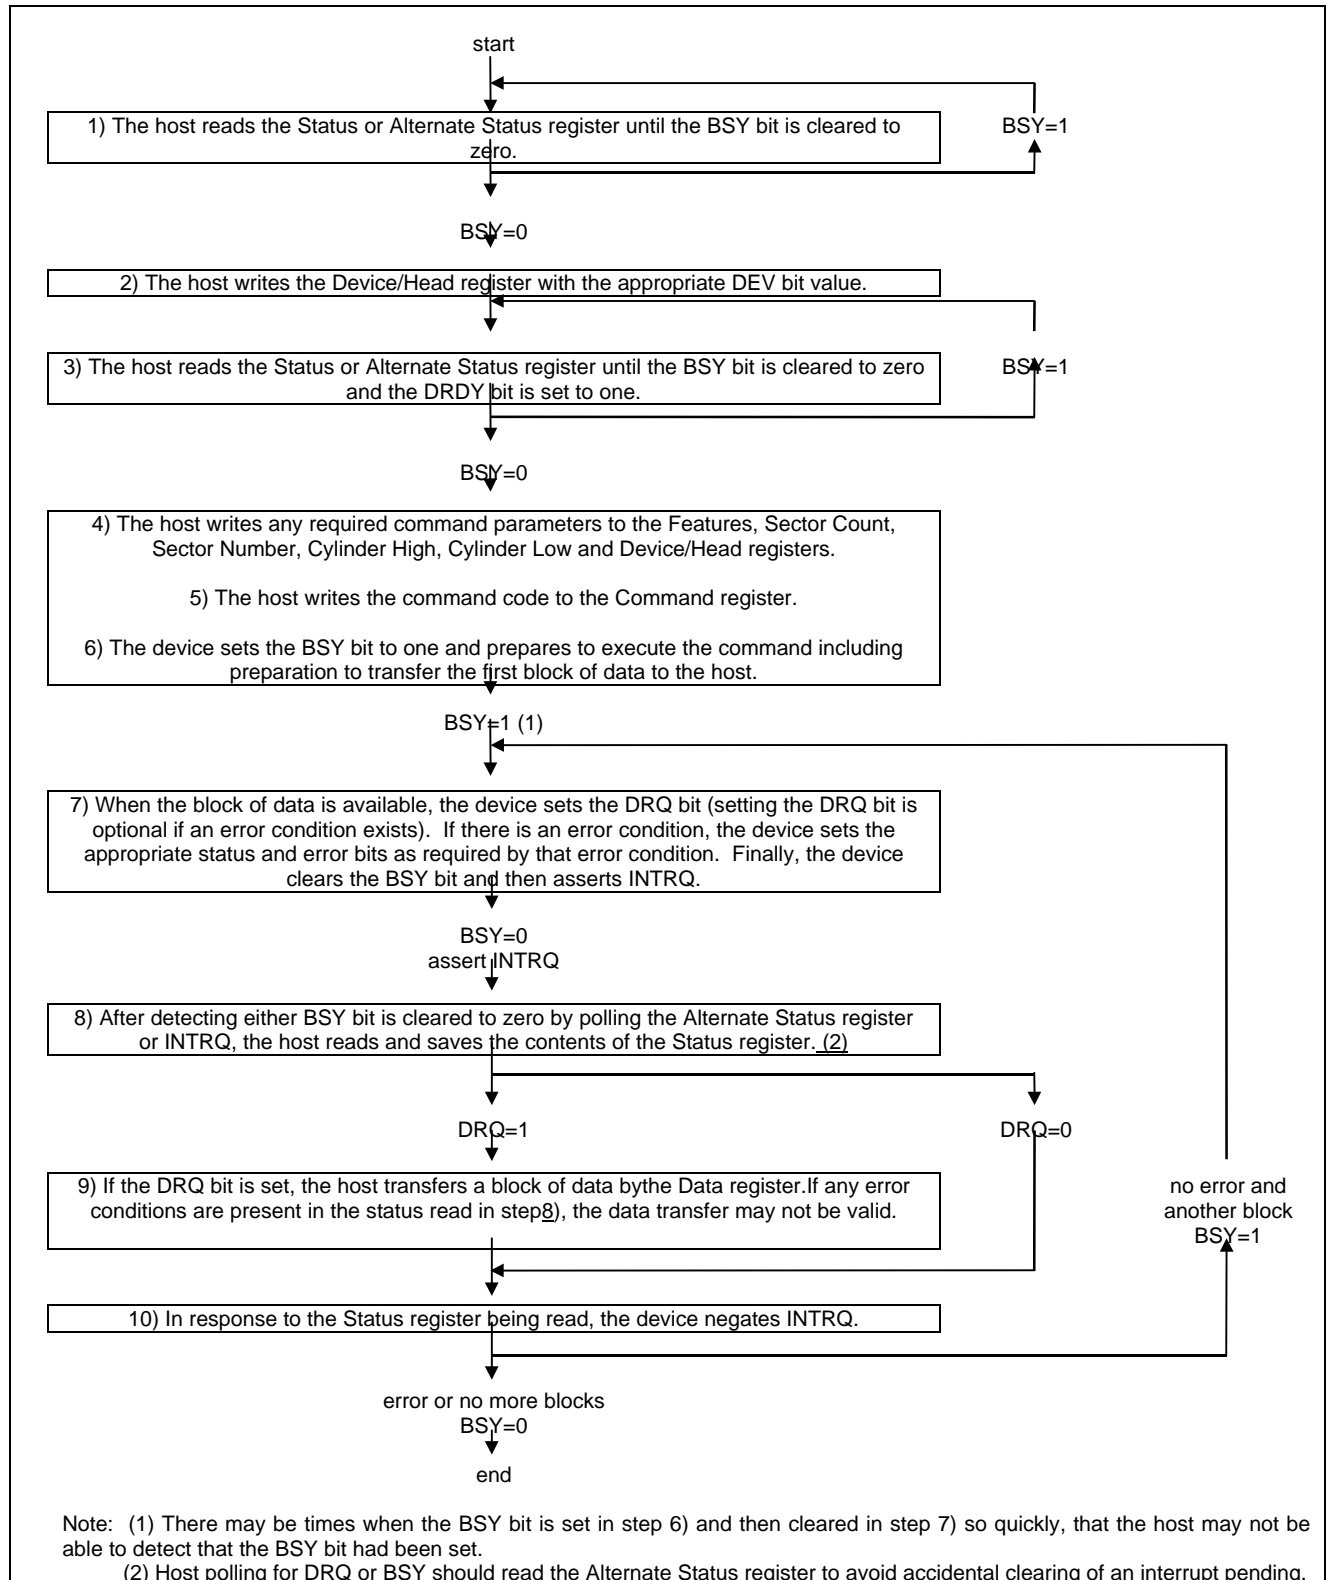 start
1) The host reads the Status or Alternate Status register until the BSY bit is cleared to
zero.
BSY=1
BSY=0
2) The host writes the Device/Head register with the appropriate DEV bit value.
3) The host reads the Status or Alternate Status register until the BSY bit is cleared to zero
and the DRDY bit is set to one.
BSY=1
BSY=0
4) The host writes any required command parameters to the Features, Sector Count,
Sector Number, Cylinder High, Cylinder Low and Device/Head registers.
5) The host writes the command code to the Command register.
6) The device sets the BSY bit to one and prepares to execute the command including
preparation to transfer the first block of data to the host.
BSY=1 (1)
7) When the block of data is available, the device sets the DRQ bit (setting the DRQ bit is
optional if an error condition exists). If there is an error condition, the device sets the
appropriate status and error bits as required by that error condition. Finally, the device
clears the BSY bit and then asserts INTRQ.
BSY=0
assert INTRQ
8) After detecting either BSY bit is cleared to zero by polling the Alternate Status register
or INTRQ, the host reads and saves the contents of the Status register. (2)
DRQ=1
DRQ=0
9) If the DRQ bit is set, the host transfers a block of data bythe Data register.If any error
conditions are present in the status read in step8), the data transfer may not be valid.
no error and
another block
BSY=1
10) In response to the Status register being read, the device negates INTRQ.
error or no more blocks
BSY=0
end
Note: (1) There may be times when the BSY bit is set in step 6) and then cleared in step 7) so quickly, that the host may not be
able to detect that the BSY bit had been set.
(2) Host polling for DRQ or BSY should read the Alternate Status register to avoid accidental clearing of an interrupt pending.